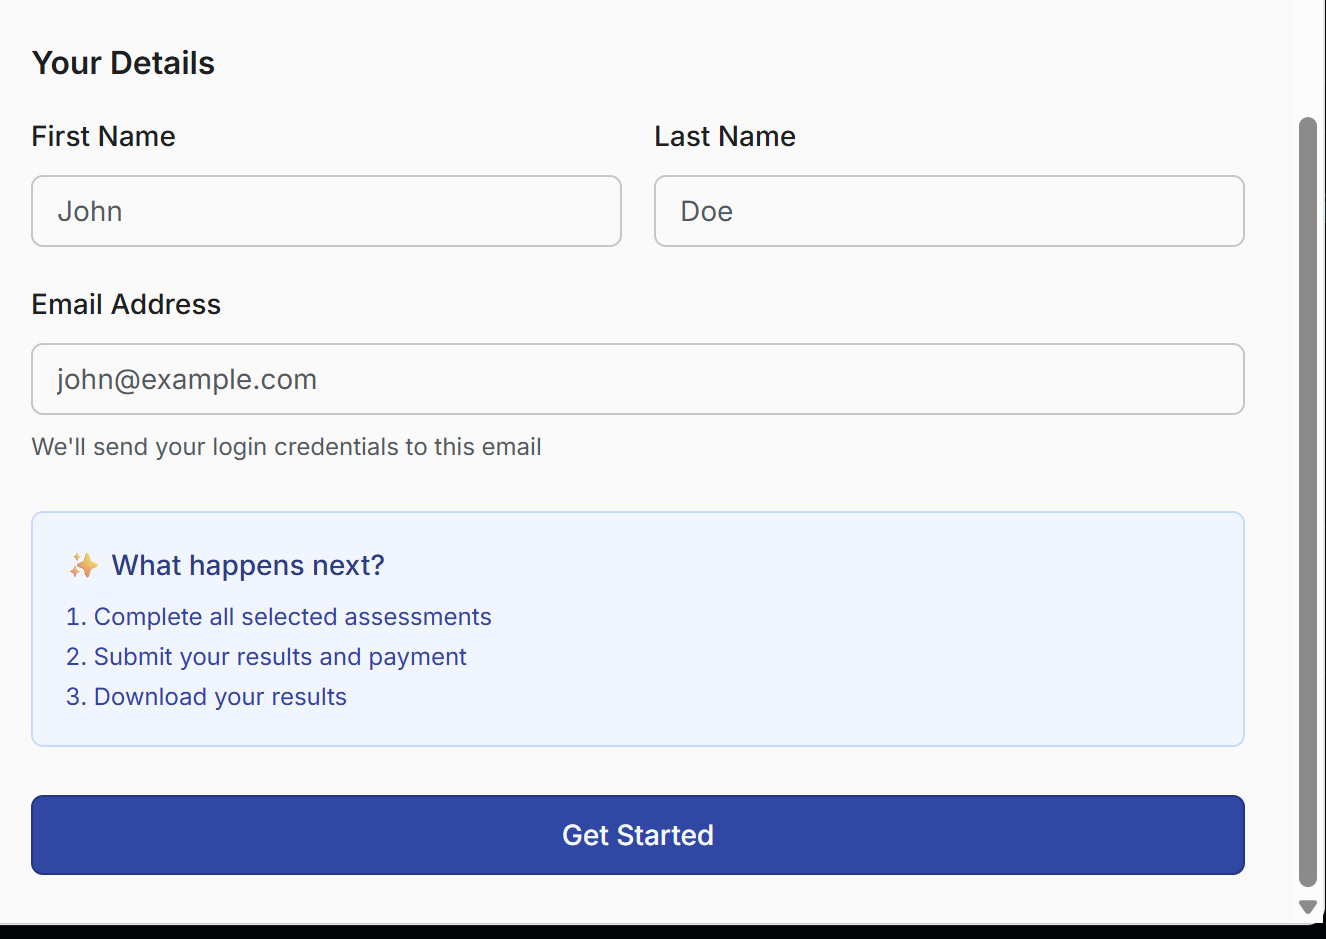 Your Details
First Name
Last Name
John
Doe
Email Address
john@example.com
We'll send your login credentials to this email
✨ What happens next?
1. Complete all selected assessments
2. Submit your results and payment
3. Download your results
Get Started